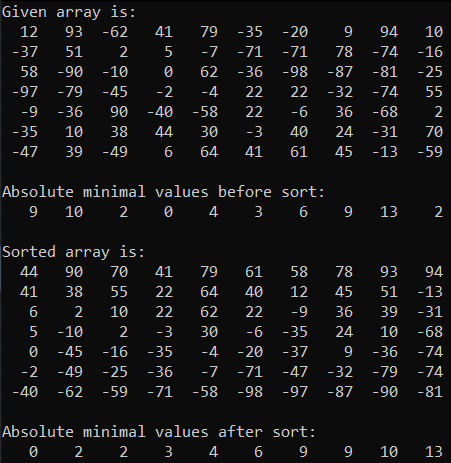 Given array is:
12 93 -62 41 79 -35 -20 9 94 10
-37 51 2 5 -7 -71 -71 78 -74 -16
58 -90 -10 0 62 -36 -98 -87 -81 -25
-97 -79 -45 -2 -4 22 22 -32 -74 55
-9 -36 90 -40 -58 22 -6 36 -68 2
-35 10 38 44 30 -3 40 24 -31 70
-47 39 -49 6 64 41 61 45 -13 -59
Absolute minimal values before sort:
9 10 2 0 4 3 6 9 13 2
Sorted array is:
44 90 70 41 79 61 58 78 93 94
41 38 55 22 64 40 12 45 51 -13
6 2 10 22 62 22 -9 36 39 -31
5 -10 2 -3 30 -6 -35 24 10 -68
0 -45 -16 -35 -4 -20 -37 9 -36 -74
-2 -49 -25 -36 -7 -71 -47 -32 -79 -74
-40 -62 -59 -71 -58 -98 -97 -87 -90 -81
Absolute minimal values after sort:
0 2 2 3 4 6 9 9 10 13